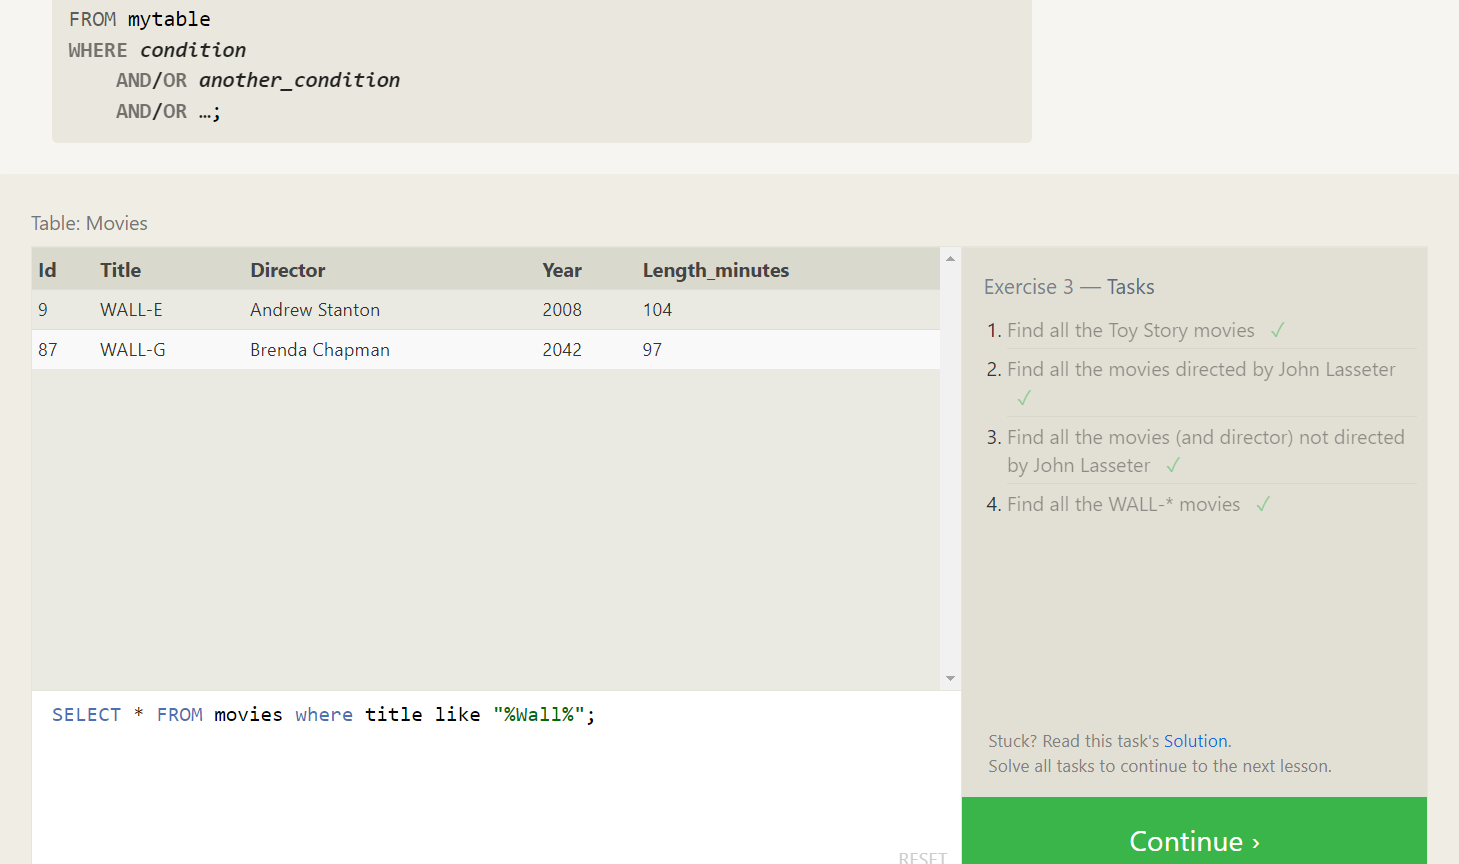 FROM mytable
WHERE condition
AND/OR another_condition
AND/OR …;
Table: Movies
Id Title Director Year Length_minutes
9 WALL-E Andrew Stanton 2008 104
87 WALL-G Brenda Chapman 2042 97
SELECT * FROM movies where title like "%Wall%";
RESET
Exercise 3 — Tasks
1. Find all the Toy Story movies ✓
2. Find all the movies directed by John Lasseter
✓
3. Find all the movies (and director) not directed
by John Lasseter ✓
4. Find all the WALL-* movies ✓
Stuck? Read this task's Solution.
Solve all tasks to continue to the next lesson.
Continue ›